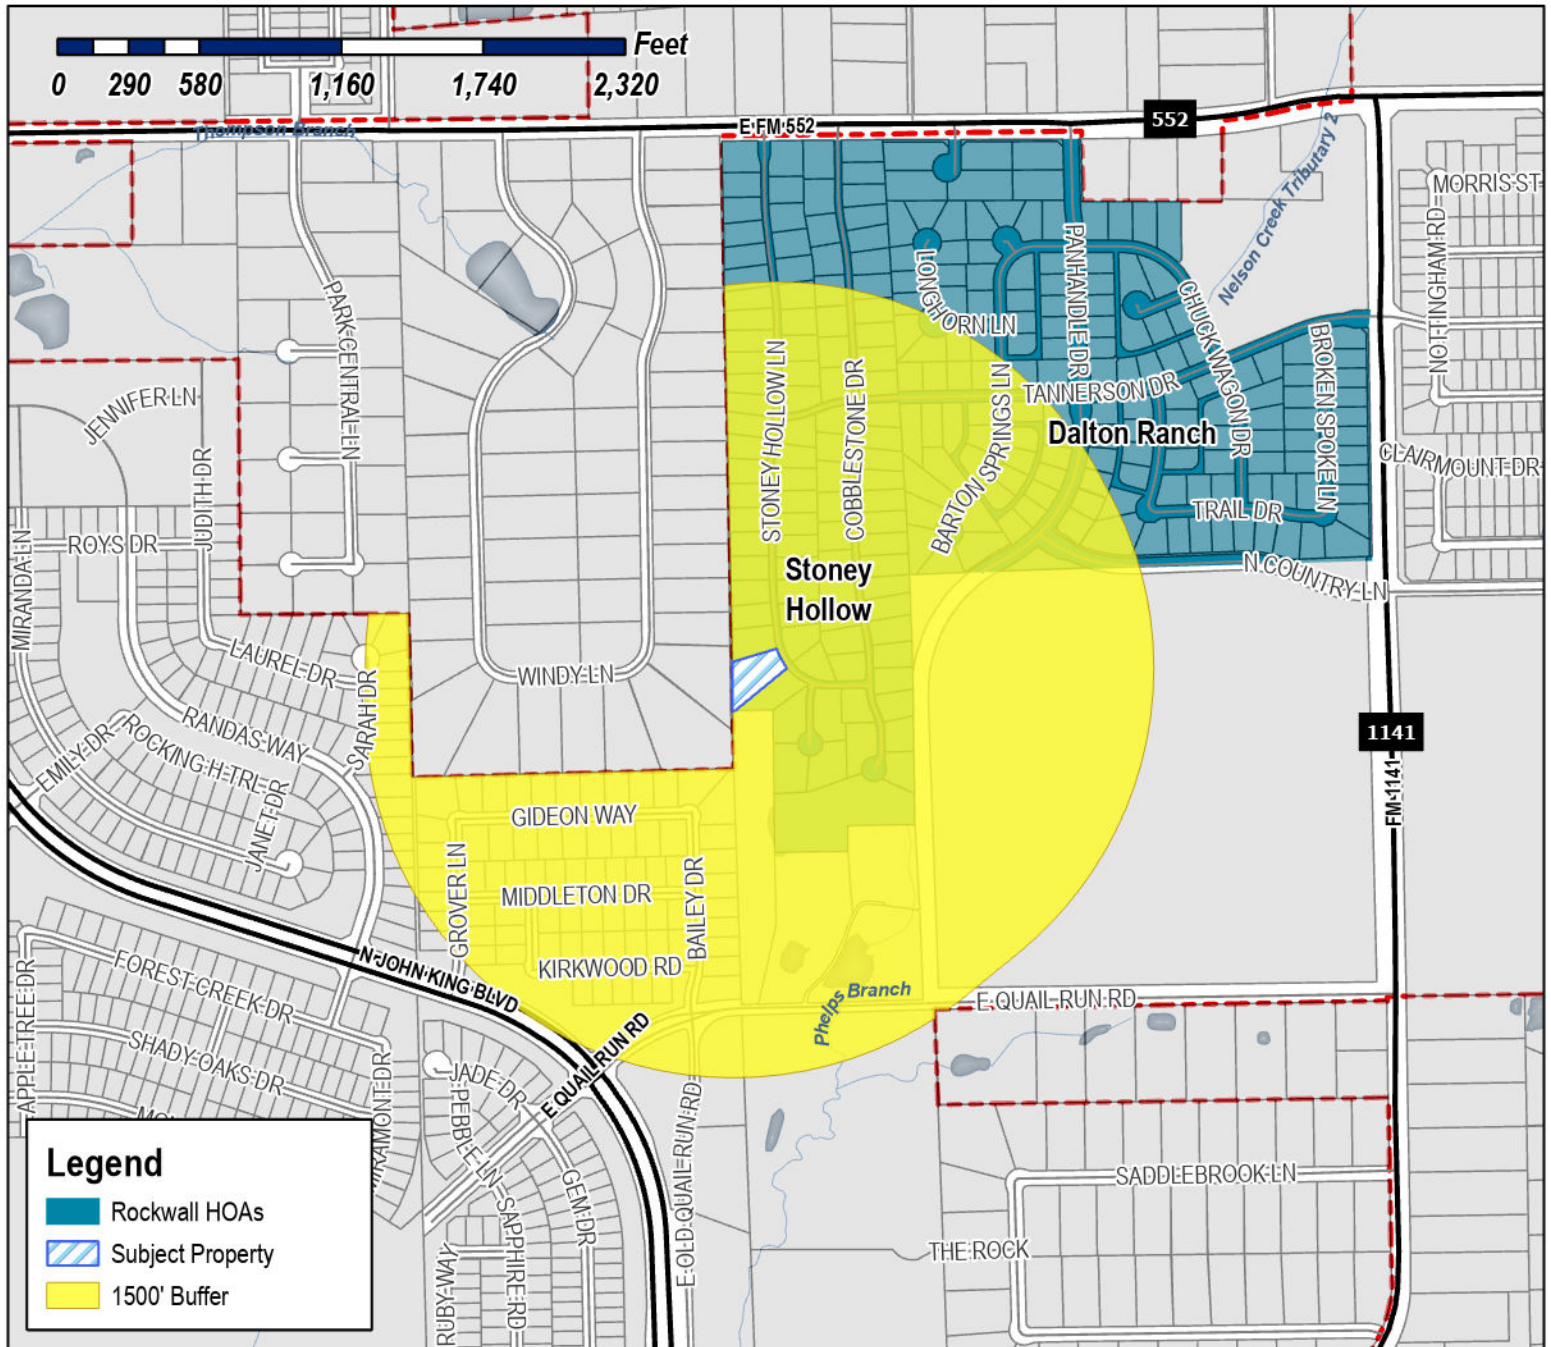 Feet
0 290 580 1,160 1,740 2,320
Thompson Branch
E FM 552
552
Nelson Creek Tributary 2
MORRIS ST
NOTTINGHAM RD
PARK CENTRAL LN
LONGHORN LN
PANHANDLE DR
CHUCK WAGON DR
BROKEN SPOKE LN
JENNIFER LN
STONEY HOLLOW LN
COBBLESTONE DR
BARTON SPRINGS LN
TANNERSON DR
Dalton Ranch
CLAIRMOUNT DR
JUDITH DR
TRAIL DR
MIRANDA LN
ROYS DR
N COUNTRY LN
Stoney
Hollow
LAUREL DR
WINDY LN
SARAH DR
RANDAS WAY
EMILY DR
ROCKING H TRL
JANET DR
1141
FM 1141
GIDEON WAY
GROVER LN
MIDDLETON DR
BAILEY DR
KIRKWOOD RD
N JOHN KING BLVD
FOREST CREEK DR
APPLE TREE DR
SHADY OAKS DR
Phelps Branch
E QUAIL RUN RD
E QUAIL RUN RD
JADE DR
PEBBLE LN
E OLD QUAIL RUN RD
GEM DR
SAPPHIRE RD
RUBY WAY
SADDLEBROOK LN
THE ROCK
Legend
Rockwall HOAs
Subject Property
1500' Buffer